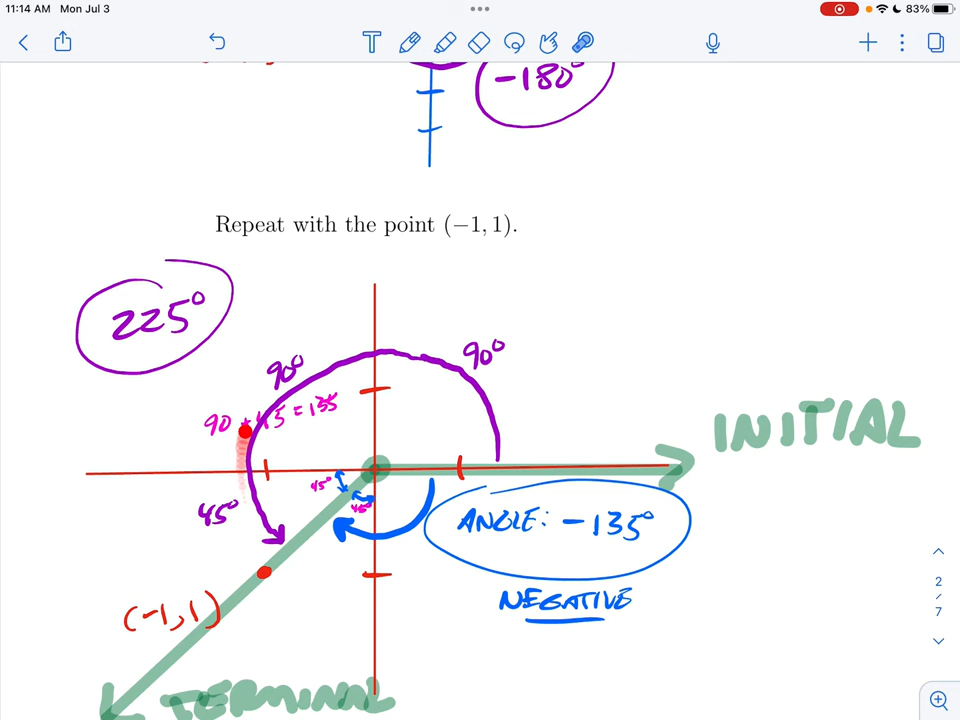 11:14 AM Mon Jul 3
83%
-180°
Repeat with the point (−1, 1).
225°
90°
90°
90 + 45 = 135
INITIAL
45°
45°
45°
ANGLE: -135°
NEGATIVE
(-1, 1)
TERMINAL
2
/
7